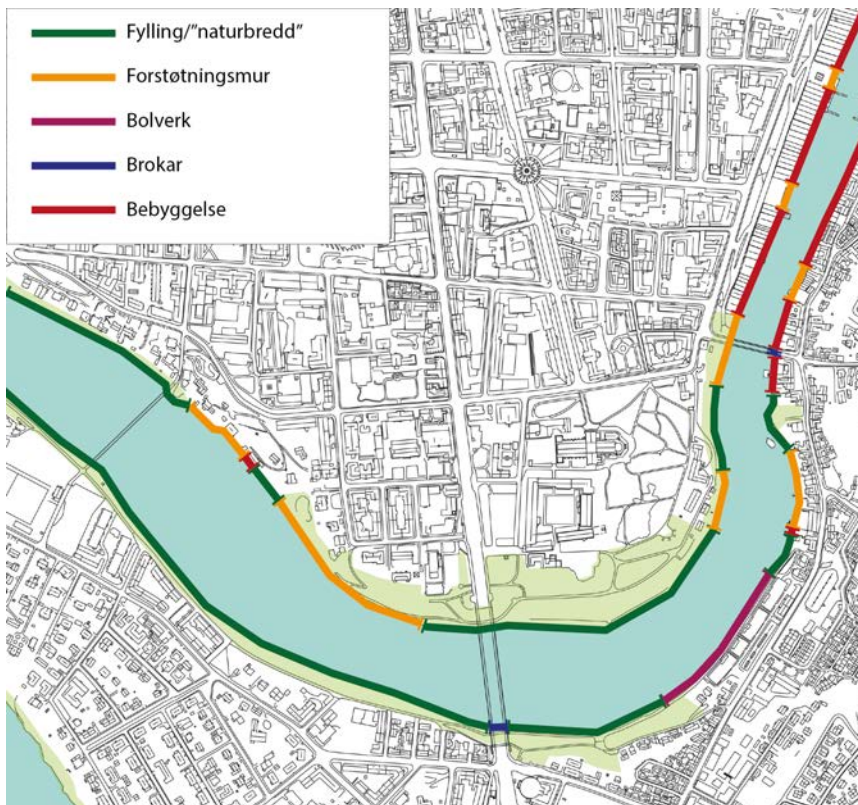 Fylling/”naturbredd”
Forstøtningsmur
Bolverk
Brokar
Bebyggelse